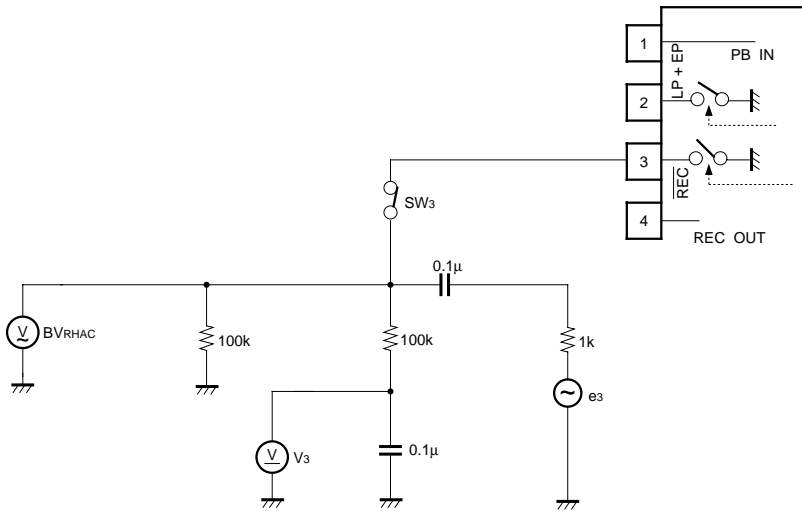 1
PB IN
LP + EP
2
3
REC
4
REC OUT
SW3
0.1μ
V
BVRHAC
100k
100k
1k
e3
V
V3
0.1μ